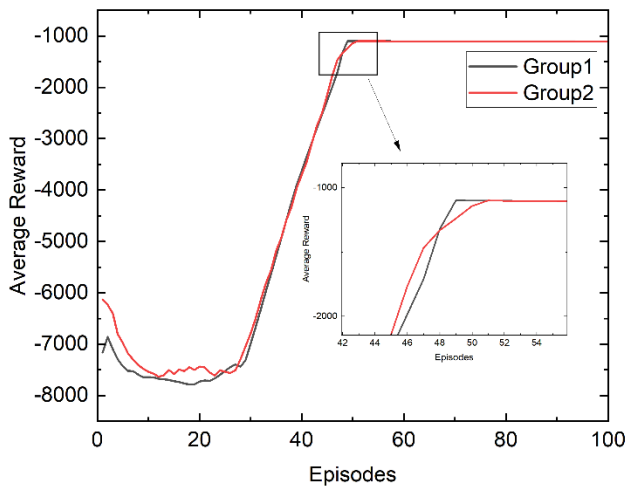 -1000
-2000
-3000
-4000
-5000
-6000
-7000
-8000
Average Reward
0 20 40 60 80 100
Episodes
Group1
Group2
-1000
-2000
Average Reward
42 44 46 48 50 52 54
Episodes